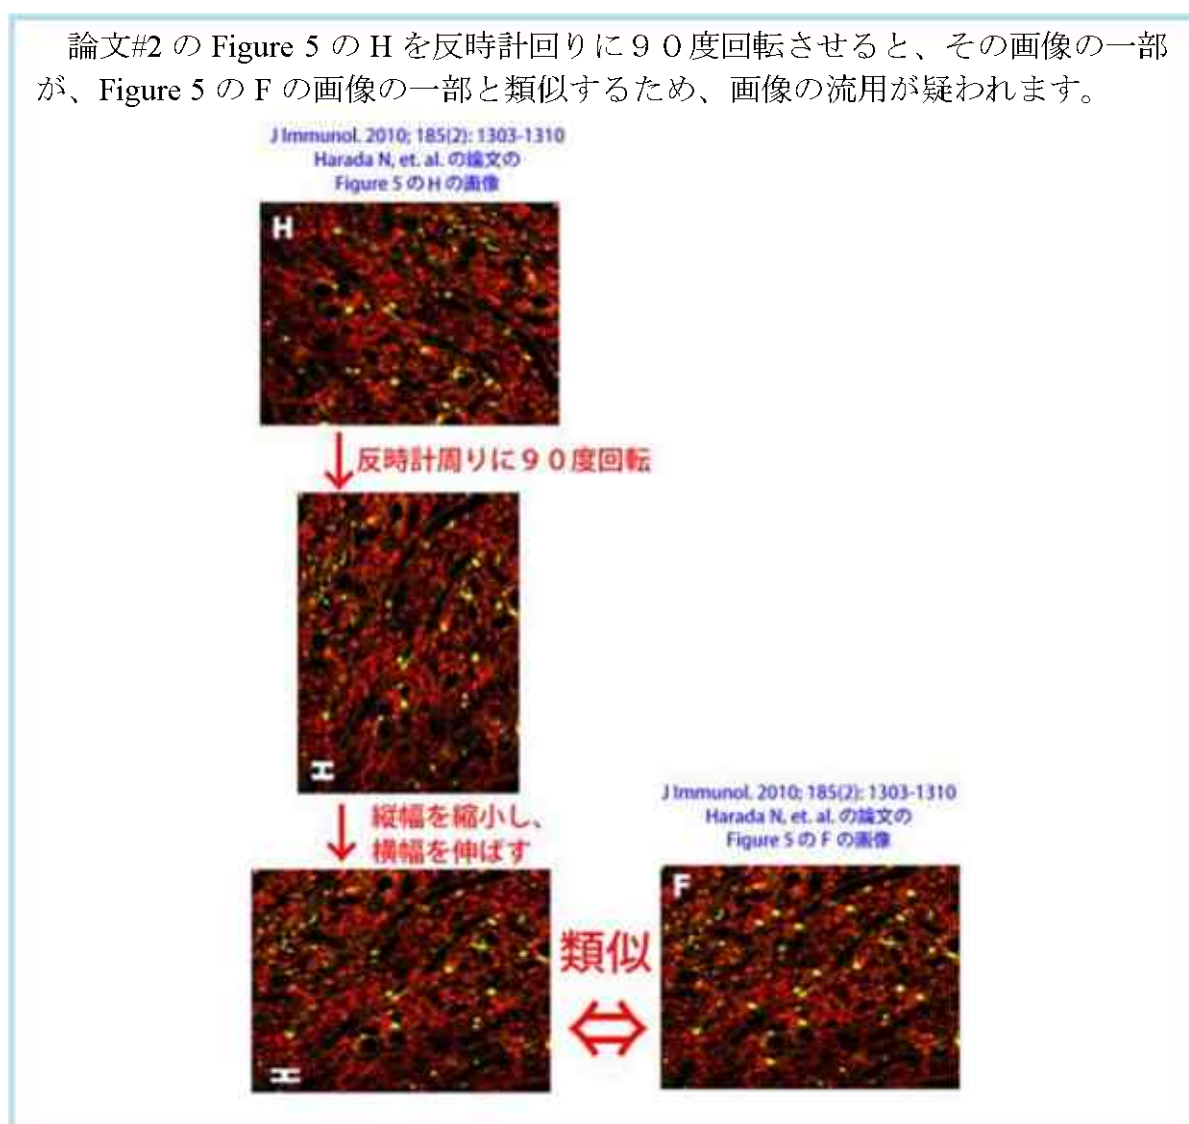 論文#2 の Figure 5 の H を反時計回りに９０度回転させると、その画像の一部
が、Figure 5 の F の画像の一部と類似するため、画像の流用が疑われます。
J Immunol. 2010; 185(2): 1303-1310
Harada N, et. al. の論文の
Figure 5 の H の画像
H
反時計周りに９０度回転
H
縦幅を縮小し、
横幅を伸ばす
J Immunol. 2010; 185(2): 1303-1310
Harada N, et. al. の論文の
Figure 5 の F の画像
H
類似
F